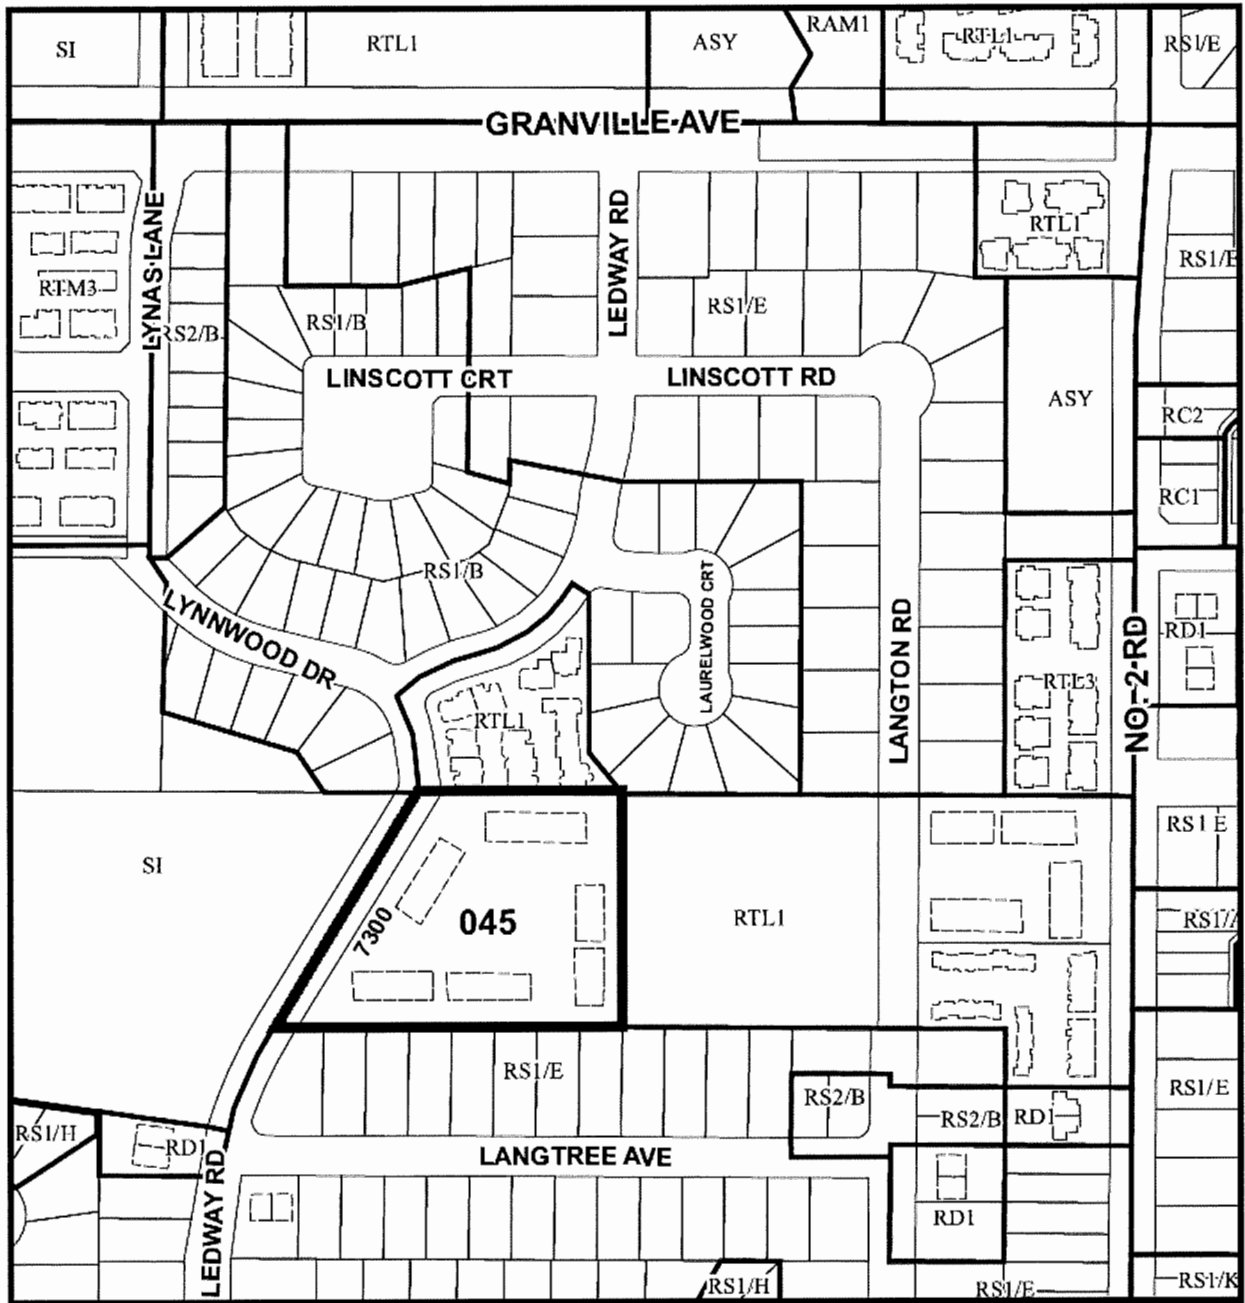 SI
RTL1
ASY
RAM1
RTL1
RS1/E
GRANVILLE AVE
LYNAS LANE
LEDWAY RD
RTL1
RS1/E
RTM3
RS2/B
RS1/B
RS1/E
LINSCOTT CRT
LINSCOTT RD
ASY
RC2
RC1
RS1/B
LYNNWOOD DR
LAURELWOOD CRT
LANGTON RD
NO. 2 RD
RD1
RTL3
RTL1
RS1 E
SI
7300
045
RTL1
RS1/A
RS1/E
RS2/B
RS2/B
RD1
RS1/E
RS1/H
RD1
LEDWAY RD
LANGTREE AVE
RD1
RS1/H
RS1/E
RS1/K